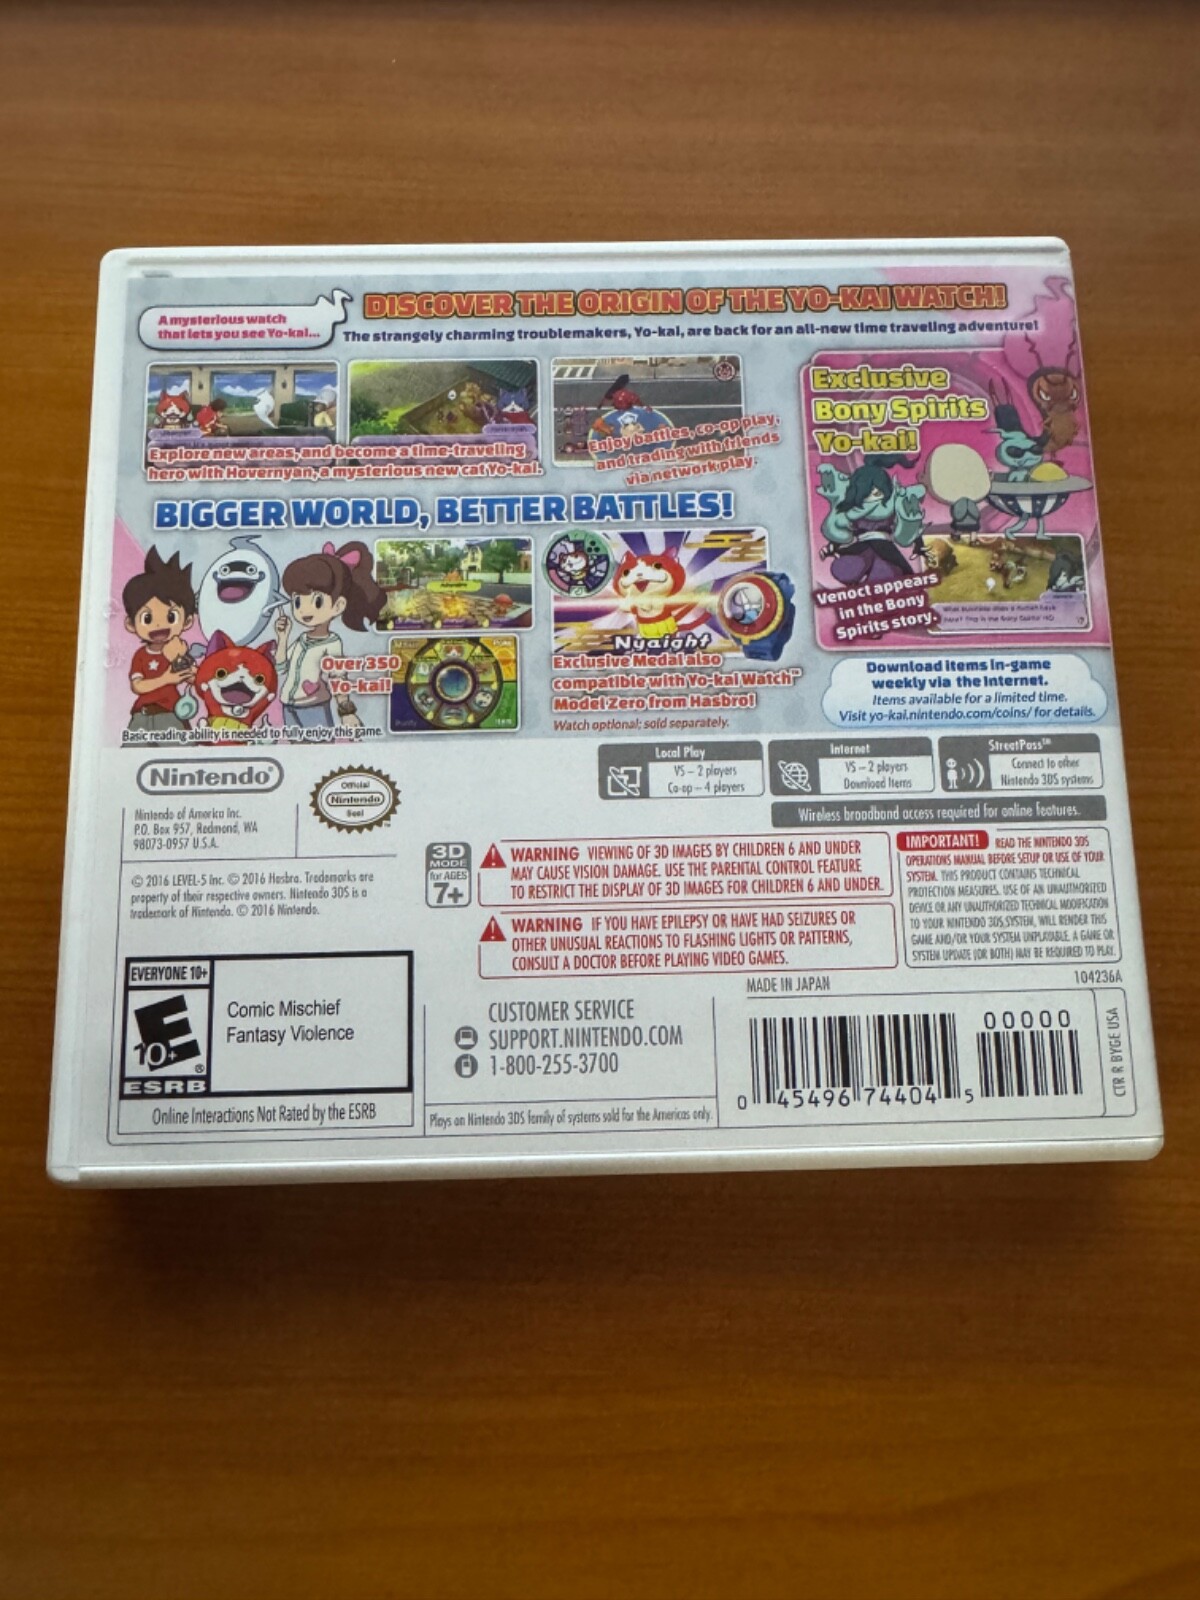 A mysterious watch
that lets you see Yo-kai...
DISCOVER THE ORIGIN OF THE YO-KAI WATCH!
The strangely charming troublemakers, Yo-kai, are back for an all-new time traveling adventure!
Explore new areas, and become a time-traveling
hero with Hovernyan, a mysterious new cat Yo-kai.
Enjoy battles, co-op play,
and trading with friends
via network play.
Exclusive
Bony Spirits
Yo-kai!
Venoct appears
in the Bony
Spirits story.
BIGGER WORLD, BETTER BATTLES!
Over 350
Yo-kai!
Basic reading ability is needed to fully enjoy this game.
Nyaight
Exclusive Medal also
compatible with Yo-kai Watch™
Model Zero from Hasbro!
Watch optional; sold separately.
Download items in-game
weekly via the Internet.
Items available for a limited time.
Visit yo-kai.nintendo.com/coins/ for details.
Nintendo®
Official
Nintendo
Seal
Nintendo of America Inc.
P.O. Box 957, Redmond, WA
98073-0957 U.S.A.
© 2016 LEVEL-5 Inc. © 2016 Hasbro. Trademarks are
property of their respective owners. Nintendo 3DS is a
trademark of Nintendo. © 2016 Nintendo.
Local Play
VS – 2 players
Co-op – 4 players
Internet
VS – 2 players
Download Items
StreetPass™
Connect to other
Nintendo 3DS systems
Wireless broadband access required for online features.
3D
MODE
for AGES
7+
WARNING VIEWING OF 3D IMAGES BY CHILDREN 6 AND UNDER
MAY CAUSE VISION DAMAGE. USE THE PARENTAL CONTROL FEATURE
TO RESTRICT THE DISPLAY OF 3D IMAGES FOR CHILDREN 6 AND UNDER.
WARNING IF YOU HAVE EPILEPSY OR HAVE HAD SEIZURES OR
OTHER UNUSUAL REACTIONS TO FLASHING LIGHTS OR PATTERNS,
CONSULT A DOCTOR BEFORE PLAYING VIDEO GAMES.
IMPORTANT! READ THE NINTENDO 3DS
OPERATIONS MANUAL BEFORE SETUP OR USE OF YOUR
SYSTEM. THIS PRODUCT CONTAINS TECHNICAL
PROTECTION MEASURES. USE OF AN UNAUTHORIZED
DEVICE OR ANY UNAUTHORIZED TECHNICAL MODIFICATION
TO YOUR NINTENDO 3DS SYSTEM, WILL RENDER THIS
GAME AND/OR YOUR SYSTEM UNPLAYABLE. A GAME OR
SYSTEM UPDATE (OR BOTH) MAY BE REQUIRED TO PLAY.
EVERYONE 10+
E
10+
®
ESRB
Comic Mischief
Fantasy Violence
Online Interactions Not Rated by the ESRB
CUSTOMER SERVICE
SUPPORT.NINTENDO.COM
1-800-255-3700
Plays on Nintendo 3DS family of systems sold for the Americas only.
MADE IN JAPAN
104236A
00000
0 45496 74404 5
CTR R BYGE USA